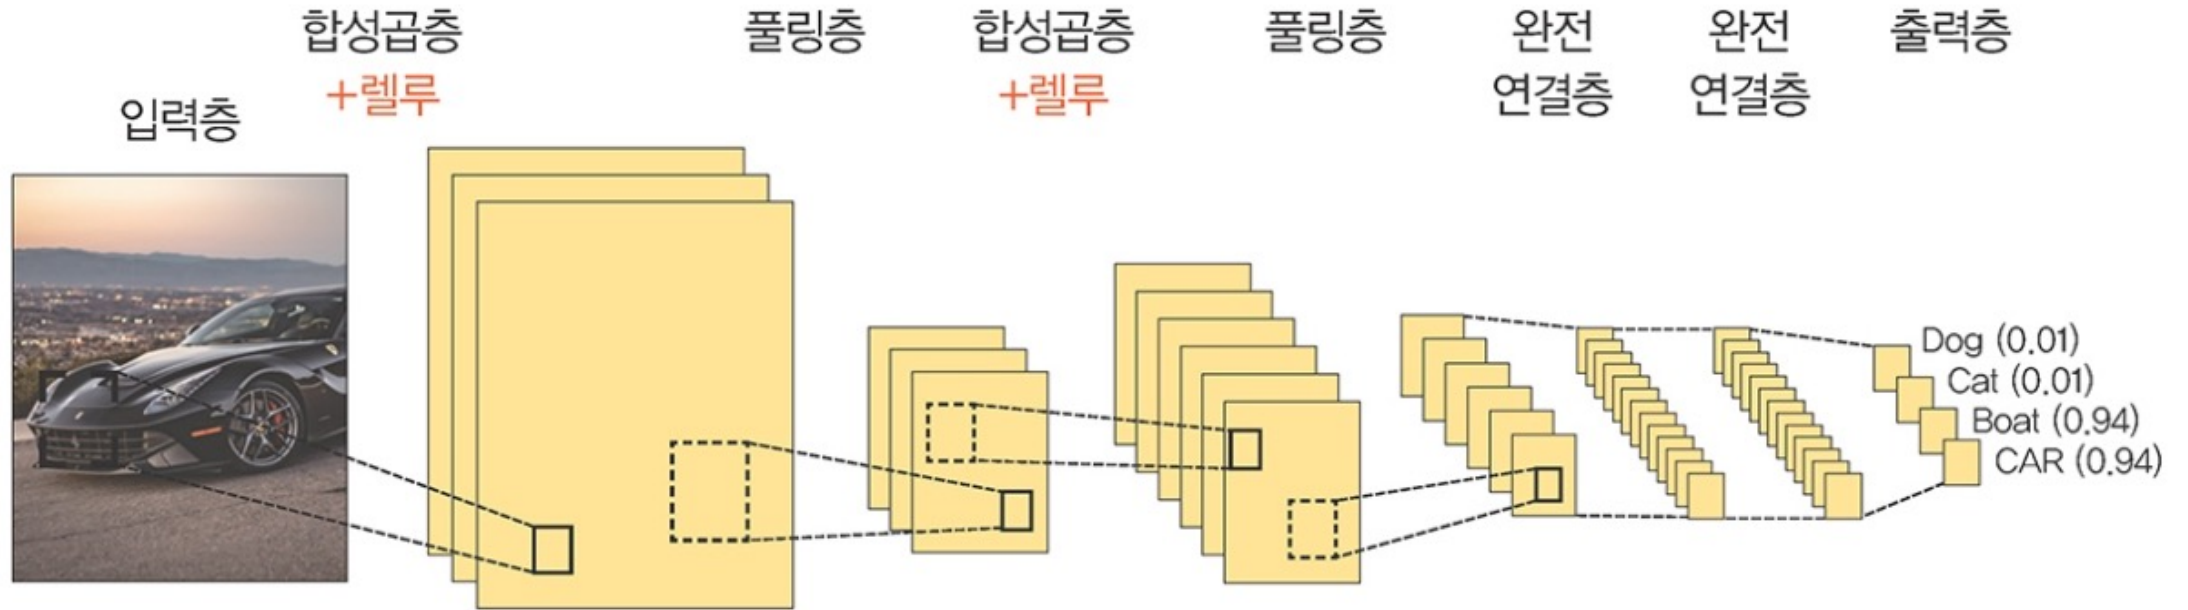 합성곱층
+렐루
풀링층
합성곱층
+렐루
풀링층
완전
연결층
완전
연결층
출력층
입력층
Dog (0.01)
Cat (0.01)
Boat (0.94)
CAR (0.94)